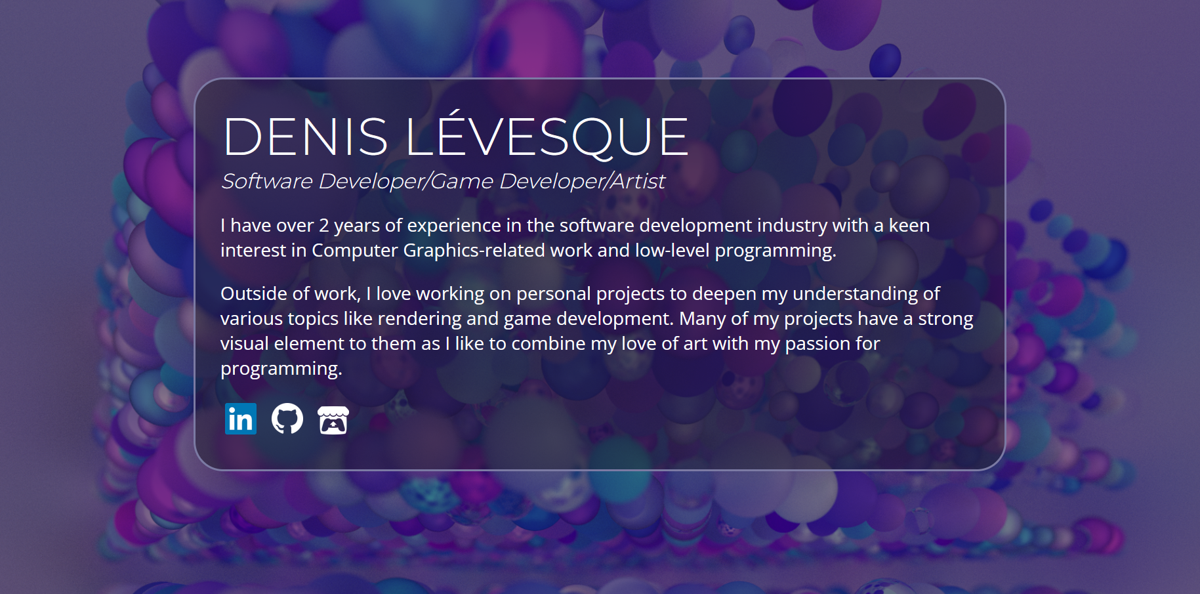 DENIS LÉVESQUE
Software Developer/Game Developer/Artist
I have over 2 years of experience in the software development industry with a keen
interest in Computer Graphics-related work and low-level programming.
Outside of work, I love working on personal projects to deepen my understanding of
various topics like rendering and game development. Many of my projects have a strong
visual element to them as I like to combine my love of art with my passion for
programming.
in